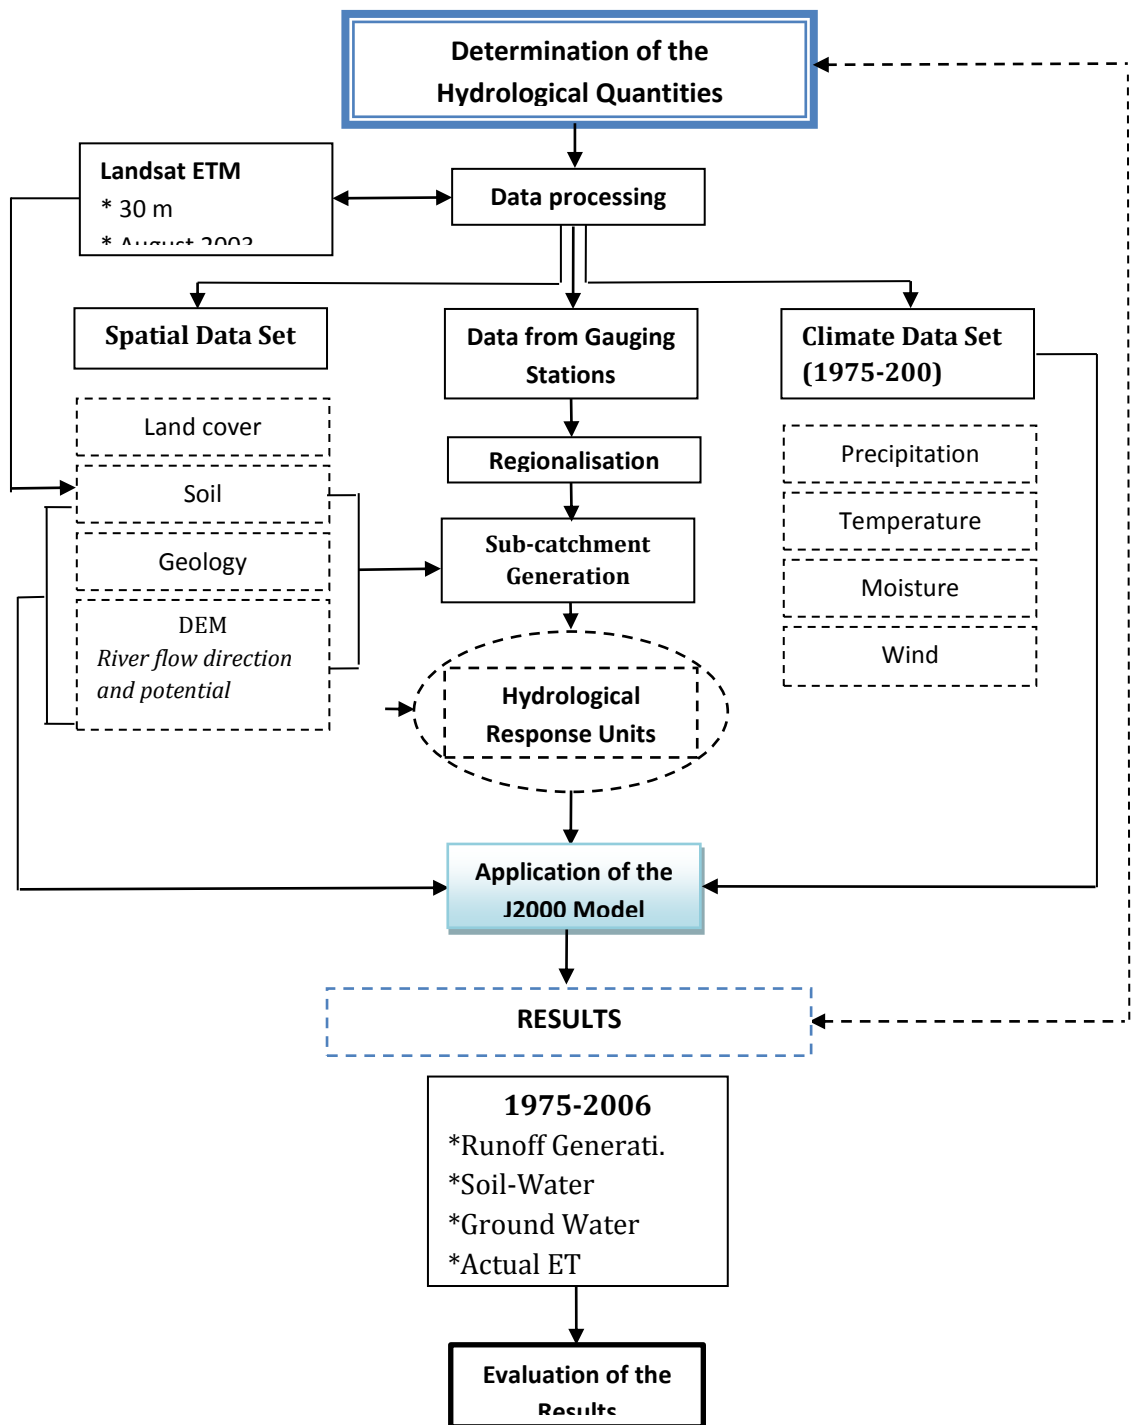 Determination of the
Hydrological Quantities
Landsat ETM
* 30 m
* August 2003
Data processing
Spatial Data Set
Data from Gauging
Stations
Climate Data Set
(1975-200)
Land cover
Soil
Geology
DEM
River flow direction
and potential
Regionalisation
Sub-catchment
Generation
Hydrological
Response Units
Precipitation
Temperature
Moisture
Wind
Application of the
J2000 Model
RESULTS
1975-2006
*Runoff Generati.
*Soil-Water
*Ground Water
*Actual ET
Evaluation of the
Results